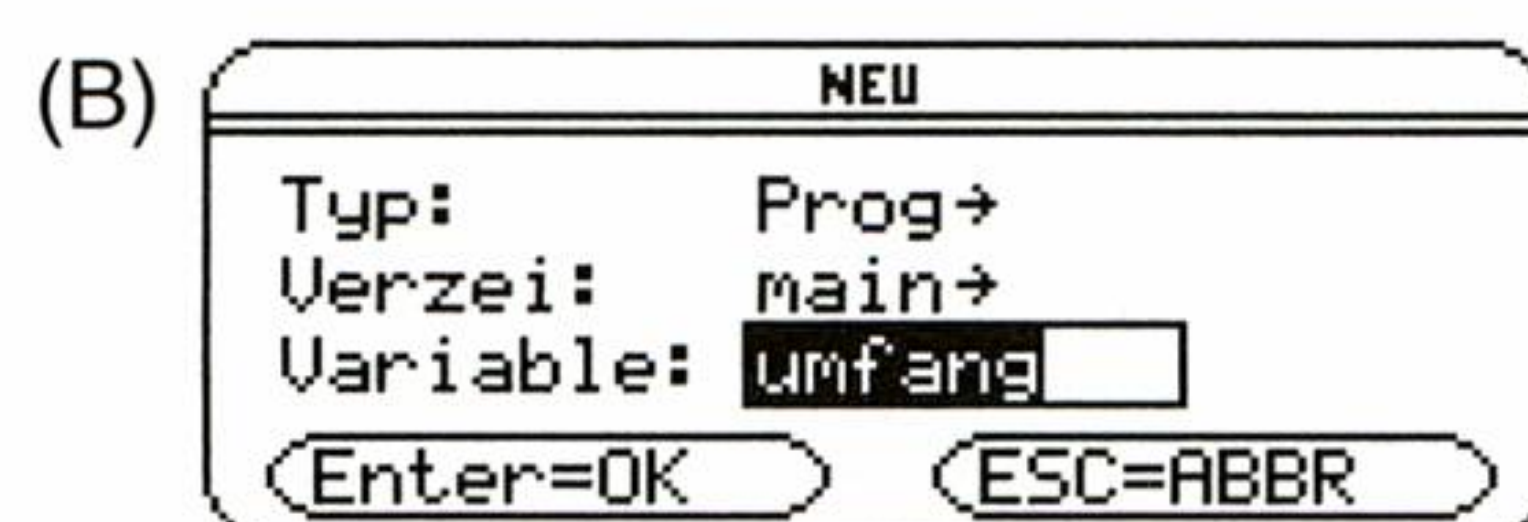 (B)
NEU
Typ: Prog→
Verzei: main→
Variable: umfang
Enter=OK ESC=ABBR